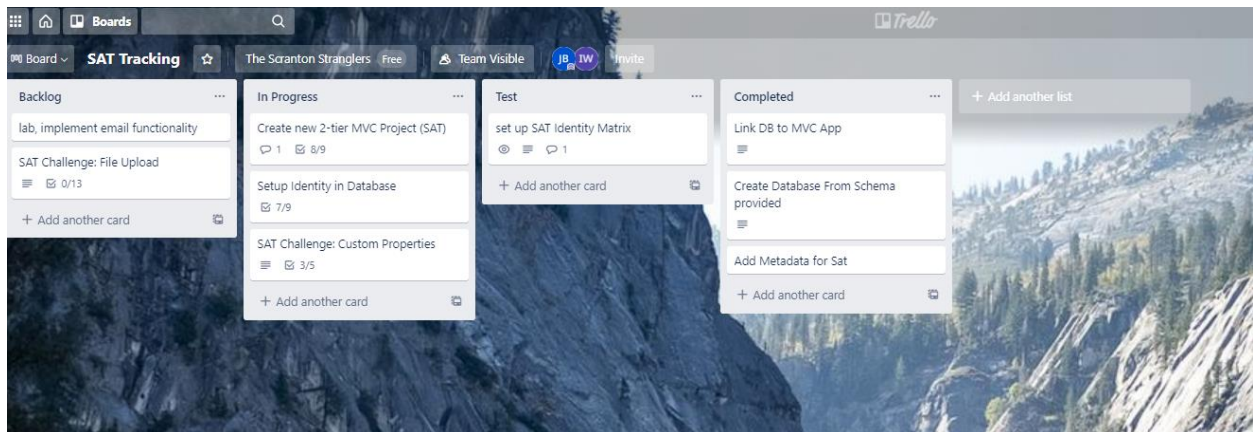 Boards
Trello
Board
SAT Tracking
The Scranton Stranglers Free
Team Visible
JB IW
Invite
Backlog
lab, implement email functionality
SAT Challenge: File Upload
0/13
+ Add another card
In Progress
Create new 2-tier MVC Project (SAT)
1 8/9
Setup Identity in Database
7/9
SAT Challenge: Custom Properties
3/5
+ Add another card
Test
set up SAT Identity Matrix
1
+ Add another card
Completed
Link DB to MVC App
Create Database From Schema
provided
Add Metadata for Sat
+ Add another card
+ Add another list